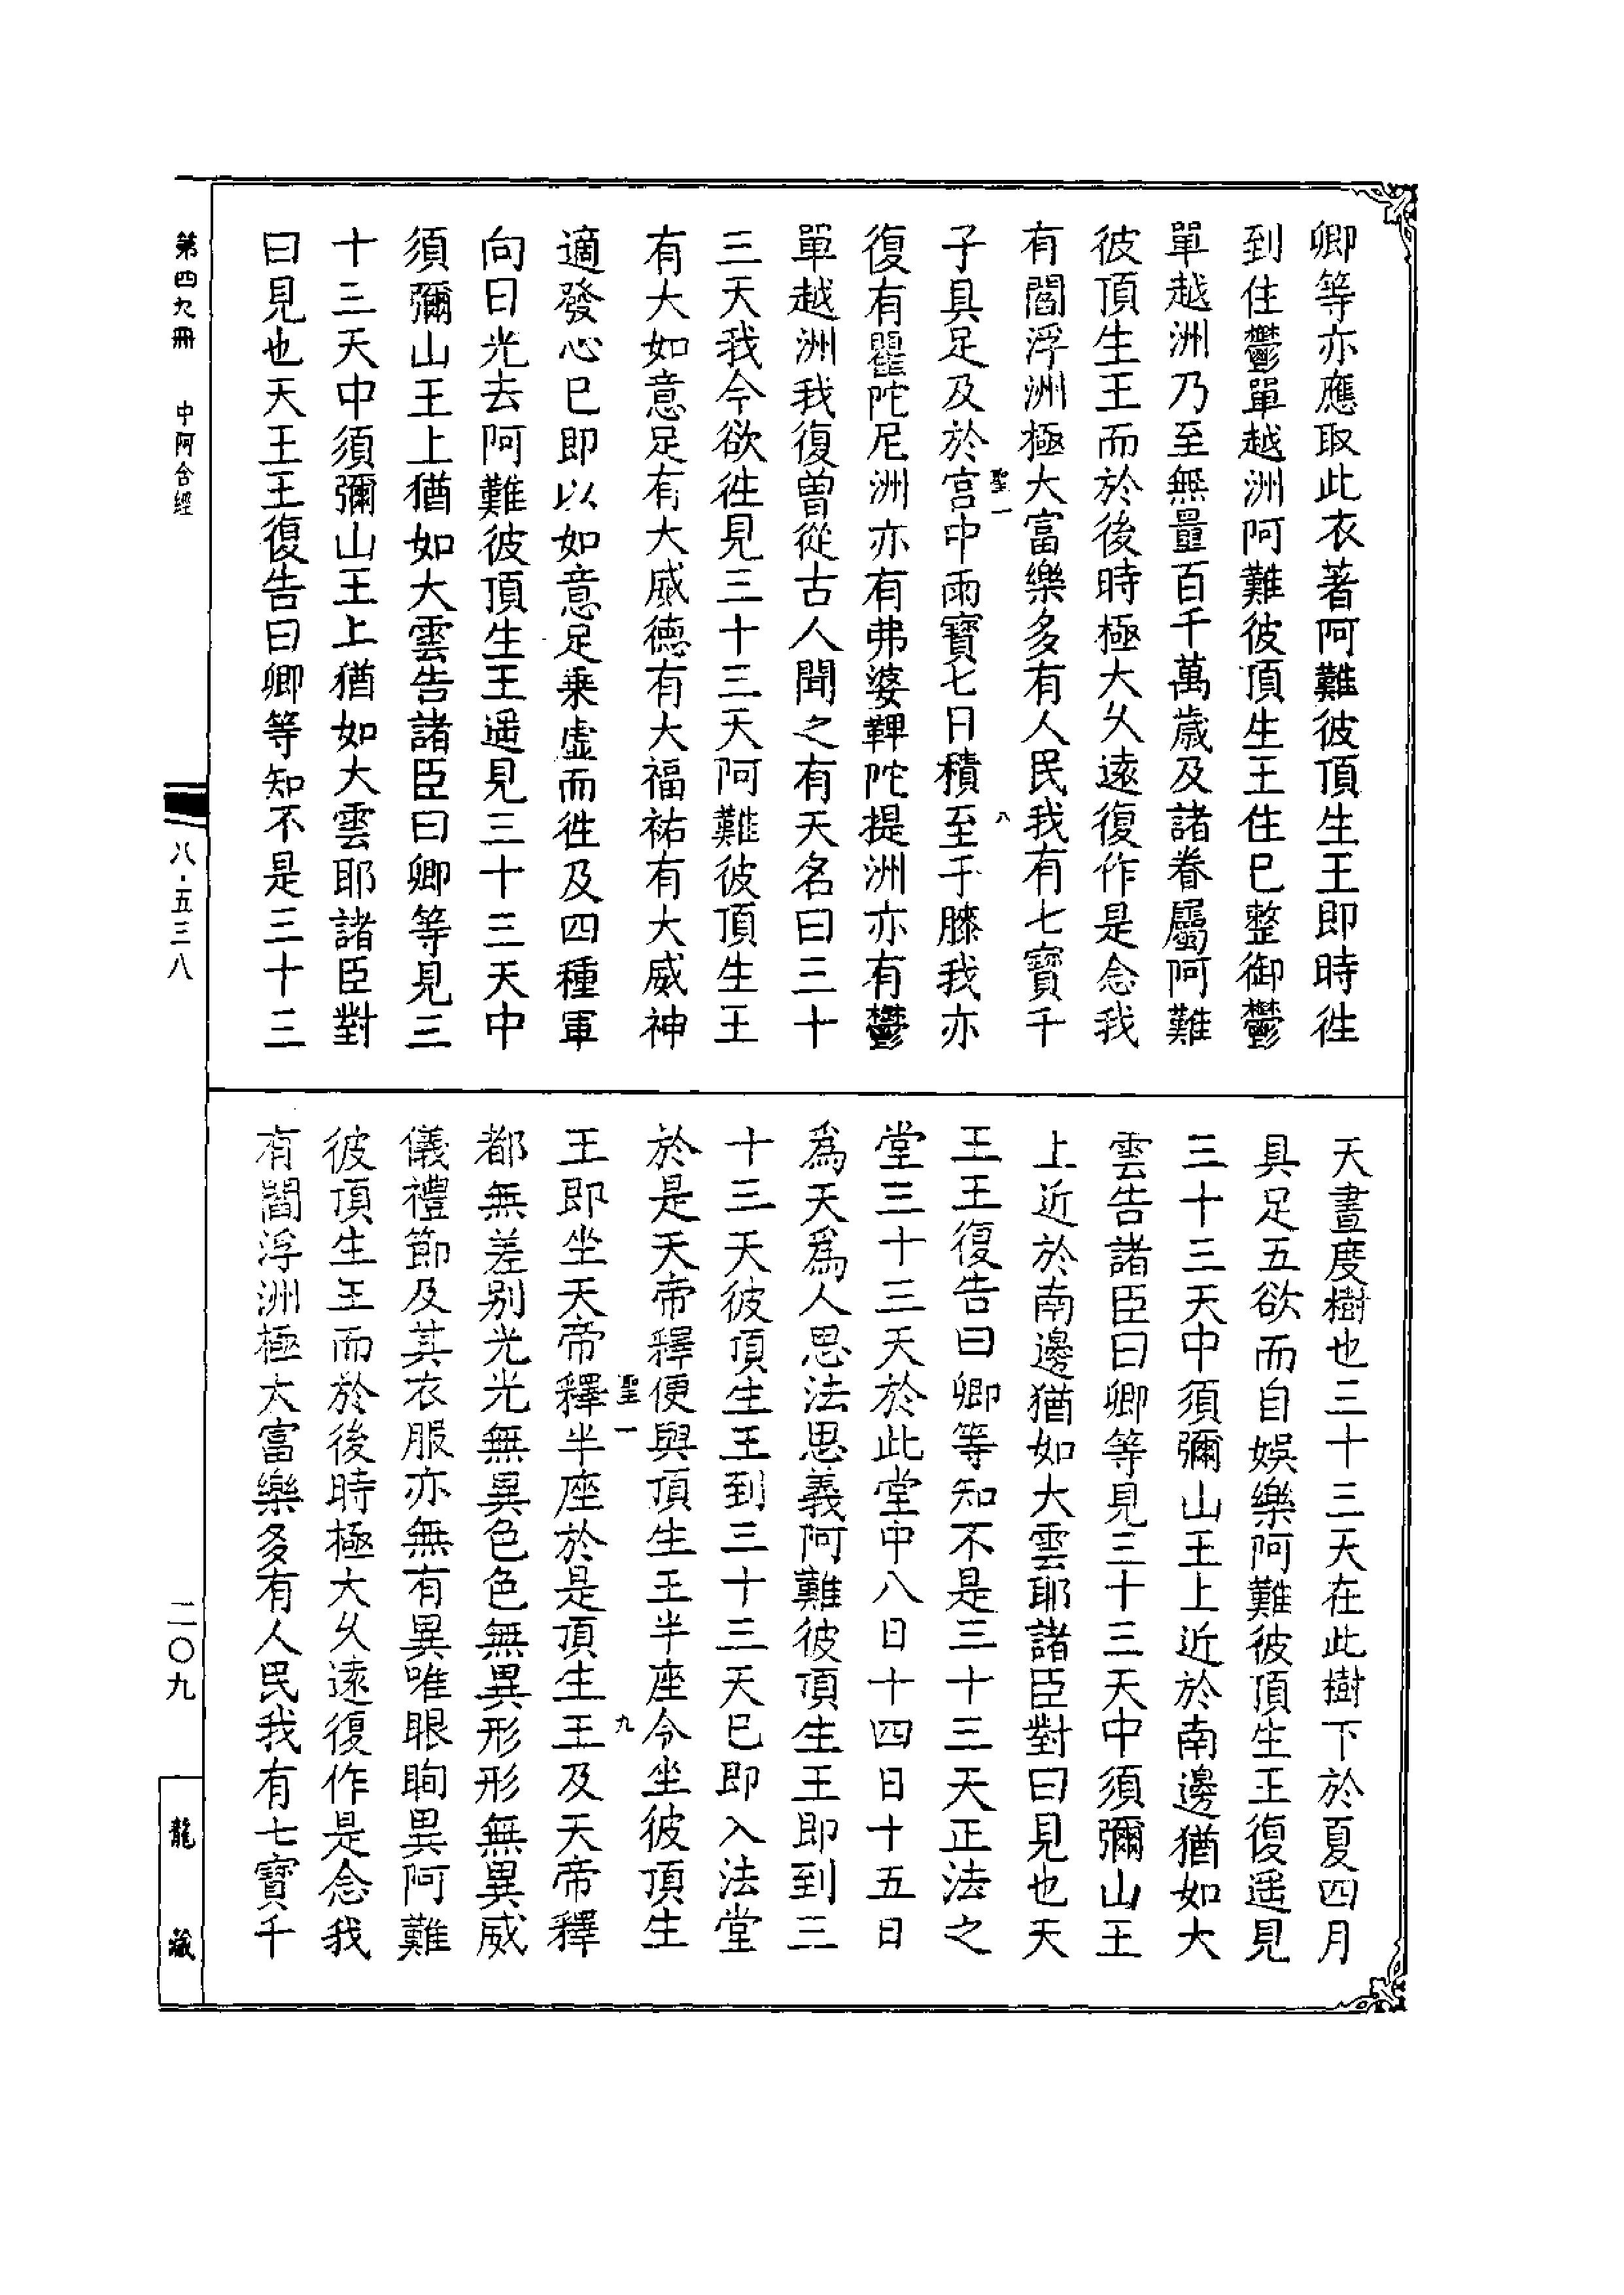 卿等亦應取此衣著阿難彼頂生王即時往
到住鬱單越洲阿難彼頂生王住已整御鬱
單越洲乃至無量百千萬歲及諸眷屬阿難
彼頂生王而於後時極大久遠復作是念我
有閻浮洲極大富樂多有人民我有七寶千
聖一
八
子具足及於宮中雨寶七日積至于膝我亦
復有瞿陀尼洲亦有弗婆鞞陀提洲亦有鬱
單越洲我復曾從古人聞之有天名曰三十
三天我今欲往見三十三天阿難彼頂生王
有大如意足有大威德有大福祐有大威神
適發心已即以如意足乗虛而往及四種軍
向日光去阿難彼頂生王遥見三十三天中
須彌山王上猶如大雲告諸臣曰卿等見三
十三天中須彌山王上猶如大雲耶諸臣對
曰見也天王王復告曰卿等知不是三十三
天晝度樹也三十三天在此樹下於夏四月
具足五欲而自娛樂阿難彼頂生王復遥見
三十三天中須彌山王上近於南邊猶如大
雲告諸臣曰卿等見三十三天中須彌山王
上近於南邊猶如大雲耶諸臣對曰見也天
王王復告曰卿等知不是三十三天正法之
堂三十三天於此堂中八日十四日十五日
為天為人思法思義阿難彼頂生王即到三
十三天彼頂生王到三十三天已即入法堂
於是天帝釋便與頂生王半座令坐彼頂生
聖一
九
王即坐天帝釋半座於是頂生王及天帝釋
都無差別光光無異色色無異形形無異威
儀禮節及其衣服亦無有異唯眼眴異阿難
彼頂生王而於後時極大久遠復作是念我
有閻浮洲極大富樂多有人民我有七寶千
第四九冊 中阿含經
八·五三八
二〇九
龍藏